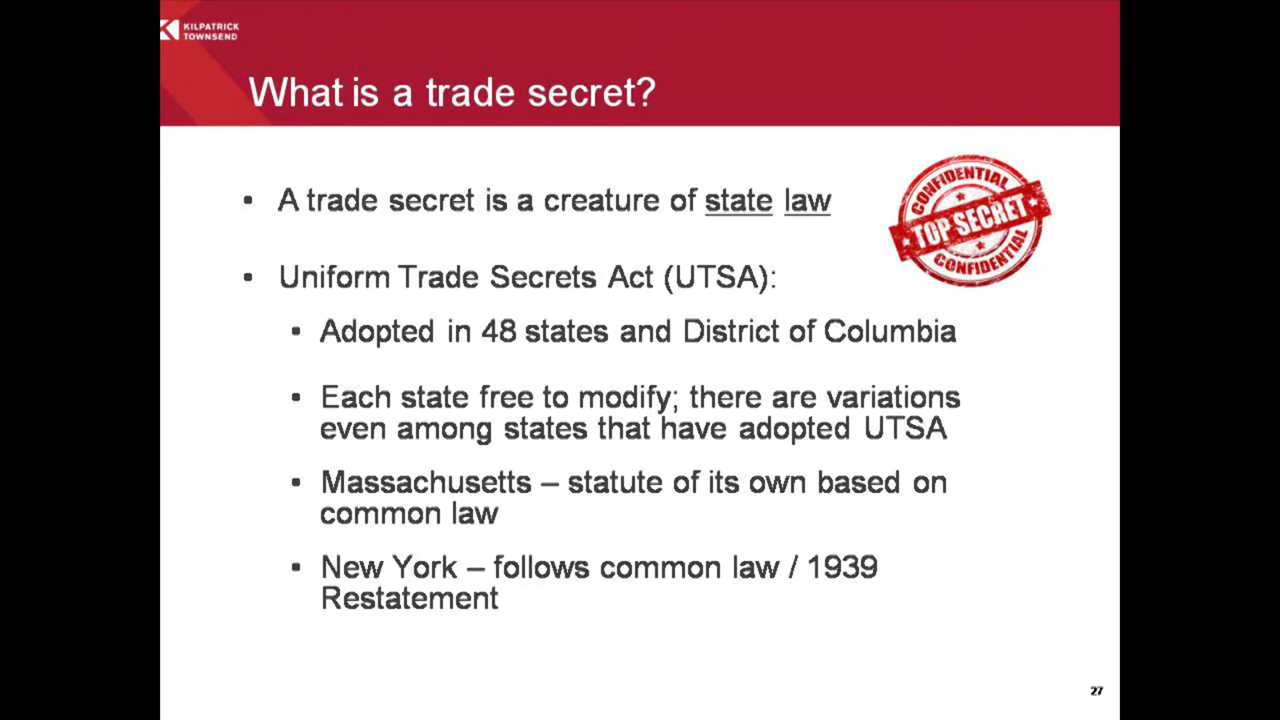 KILPATRICK
TOWNSEND
What is a trade secret?
▪ A trade secret is a creature of state law
CONFIDENTIAL
TOP SECRET
CONFIDENTIAL
▪ Uniform Trade Secrets Act (UTSA):
▪ Adopted in 48 states and District of Columbia
▪ Each state free to modify; there are variations
even among states that have adopted UTSA
▪ Massachusetts – statute of its own based on
common law
▪ New York – follows common law / 1939
Restatement
27